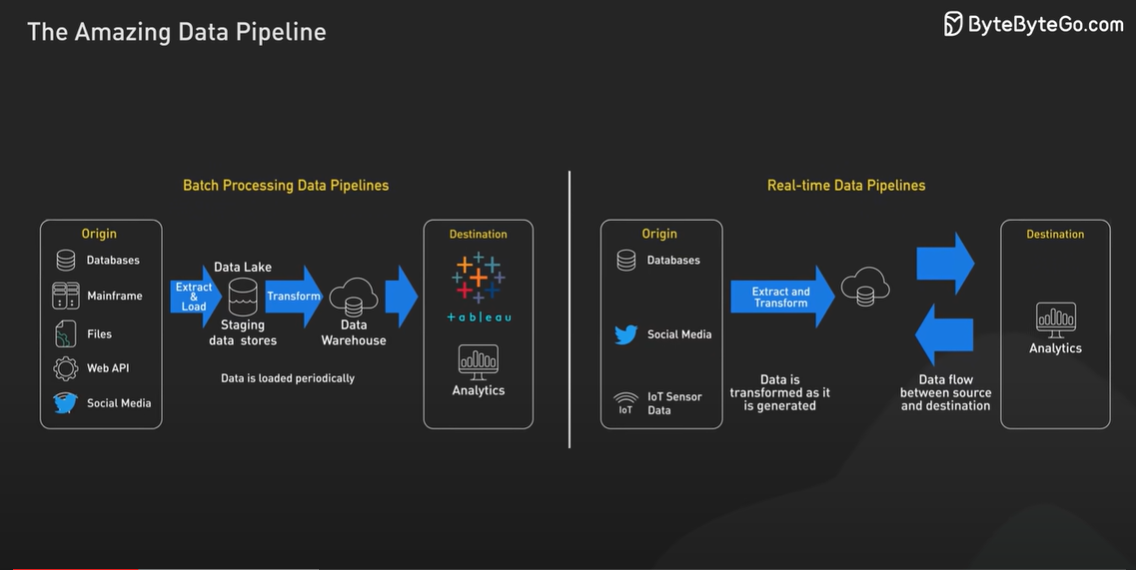 The Amazing Data Pipeline
ByteByteGo.com
Batch Processing Data Pipelines
Origin
Databases
Mainframe
Files
Web API
Social Media
Extract
&
Load
Data Lake
Staging
data stores
Transform
Data
Warehouse
Data is loaded periodically
Destination
+ableau
Analytics
Real-time Data Pipelines
Origin
Databases
Social Media
IoT
IoT Sensor
Data
Extract and
Transform
Data is
transformed as it
is generated
Data flow
between source
and destination
Destination
Analytics